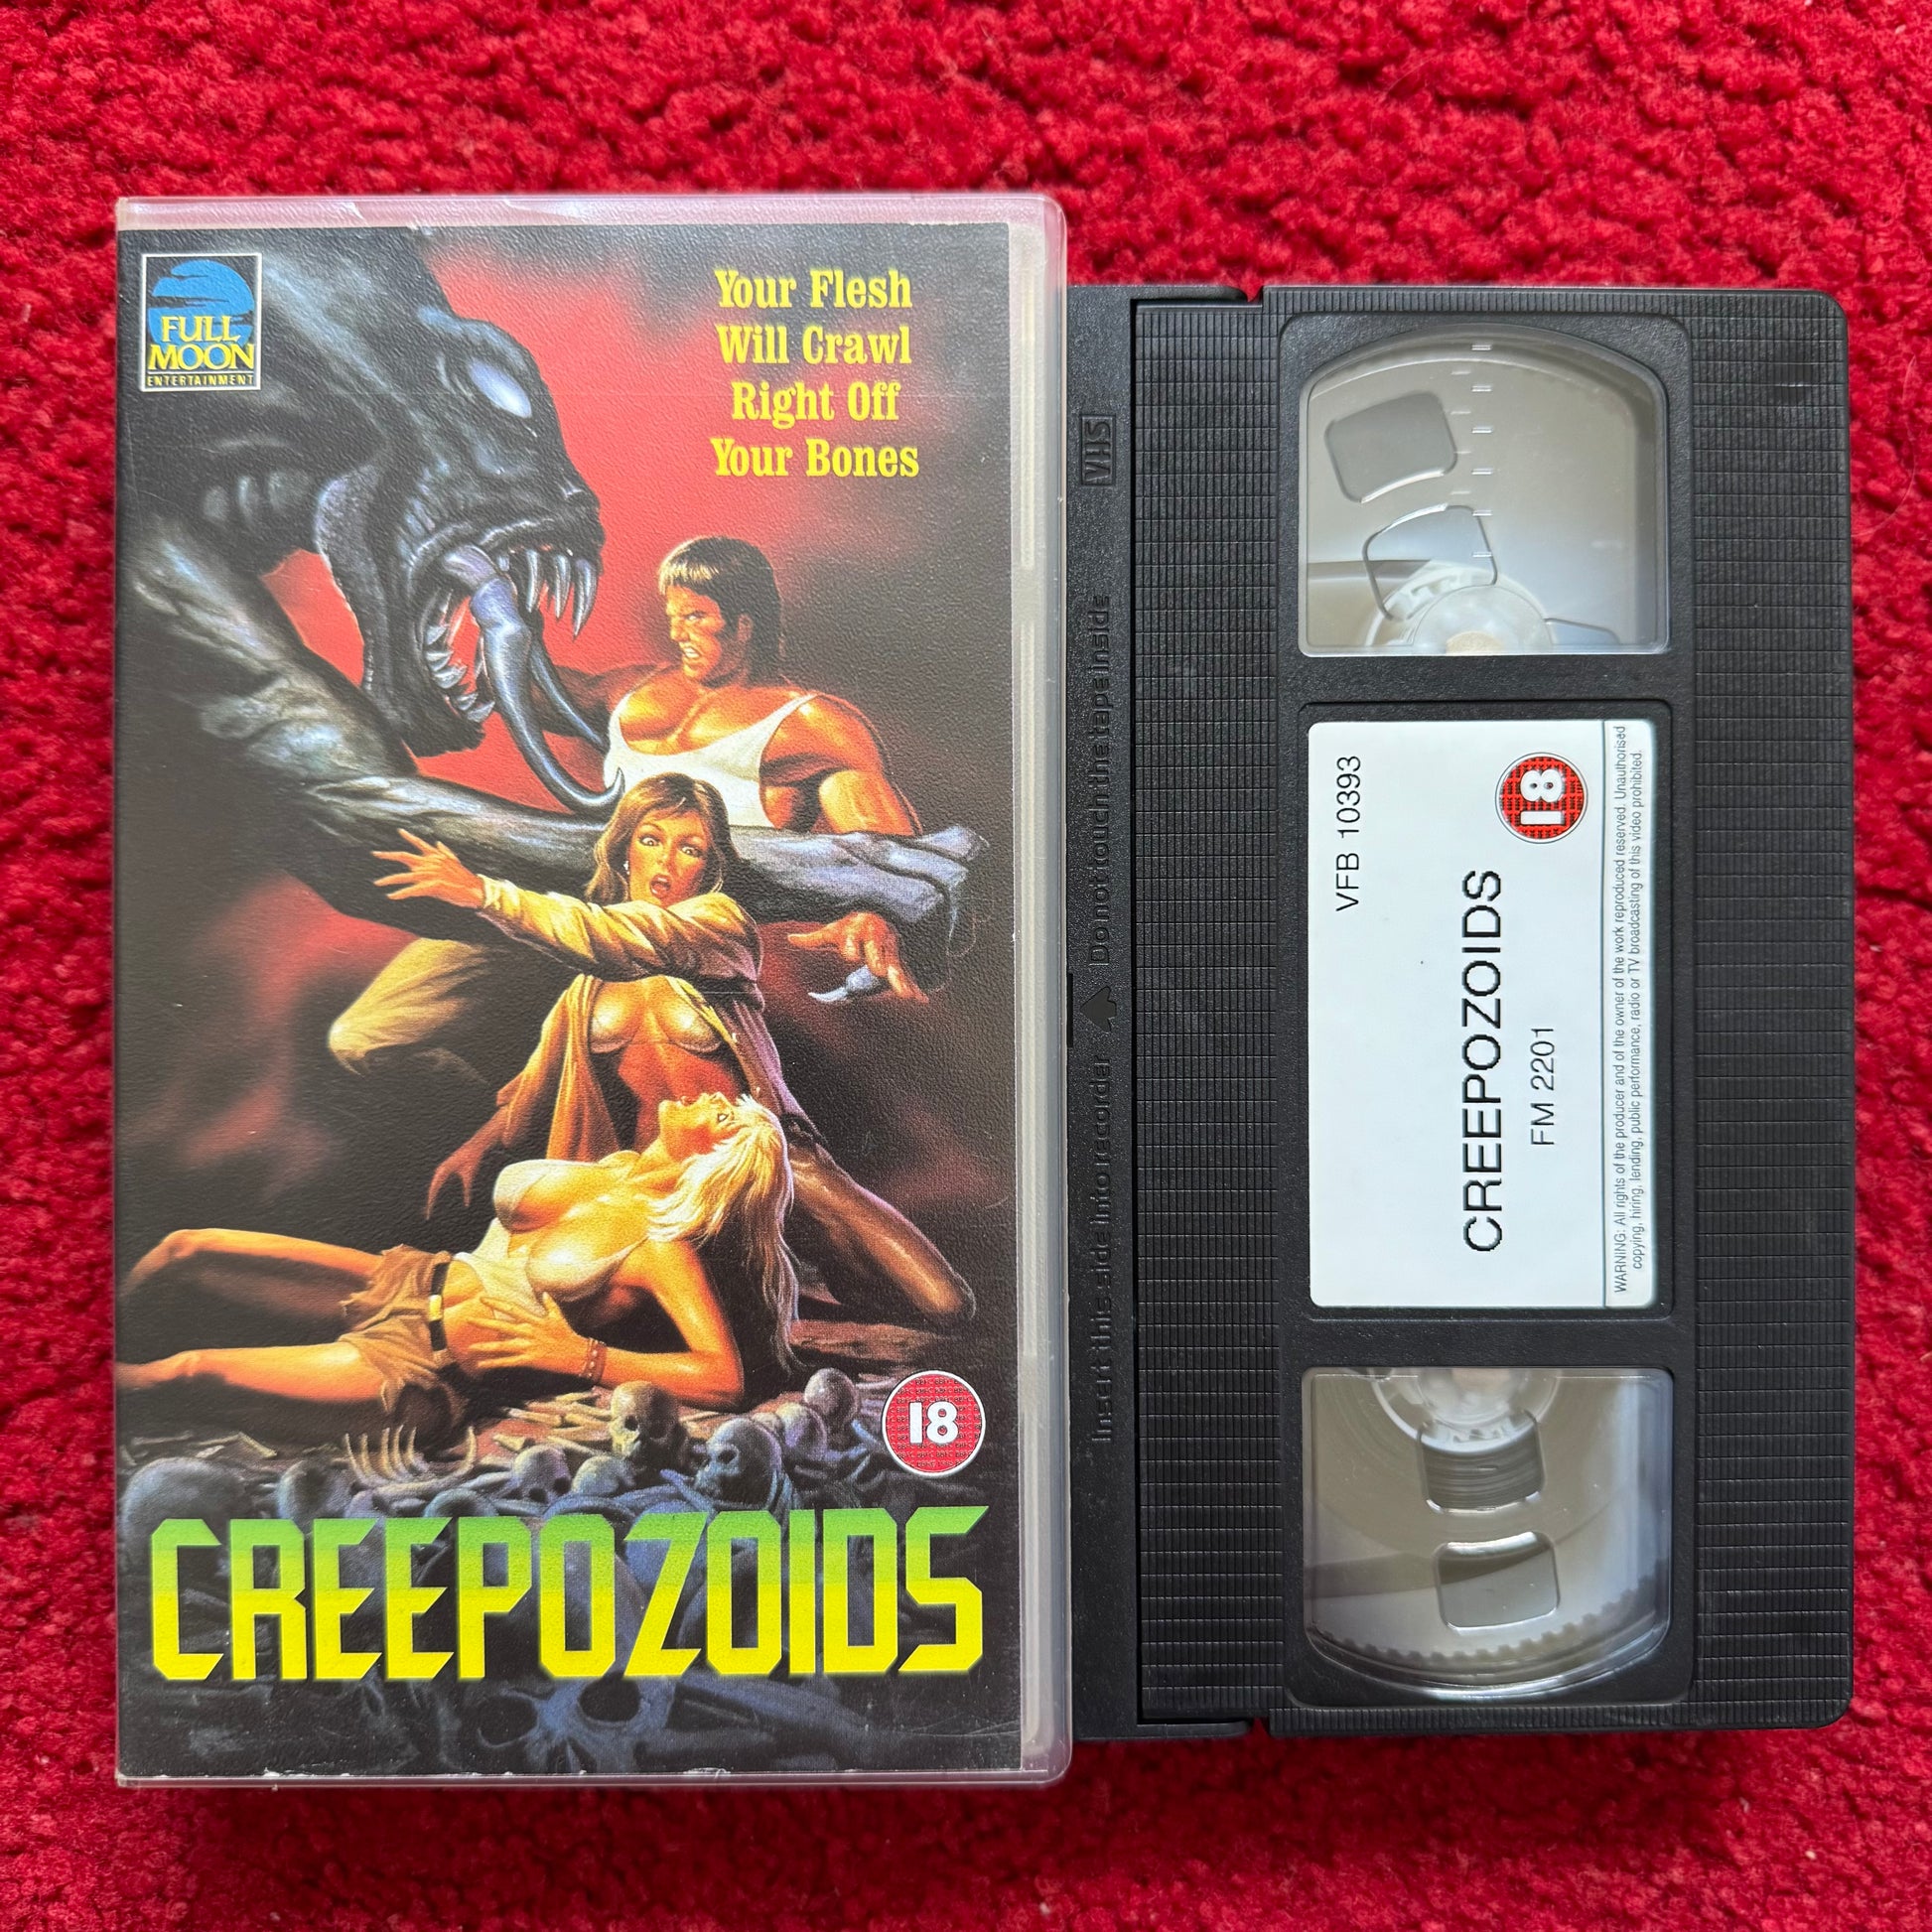 FULL
MOON
ENTERTAINMENT
Your Flesh
Will Crawl
Right Off
Your Bones
18
CREEPOZOIDS
VHS
Insert this side into recorder
Do not touch the tape inside
VFB 10393
CREEPOZOIDS
FM 2201
18
WARNING: All rights of the producer and of the owner of the work reproduced reserved. Unauthorised
copying, hiring, lending, public performance, radio or TV broadcasting of this video prohibited.